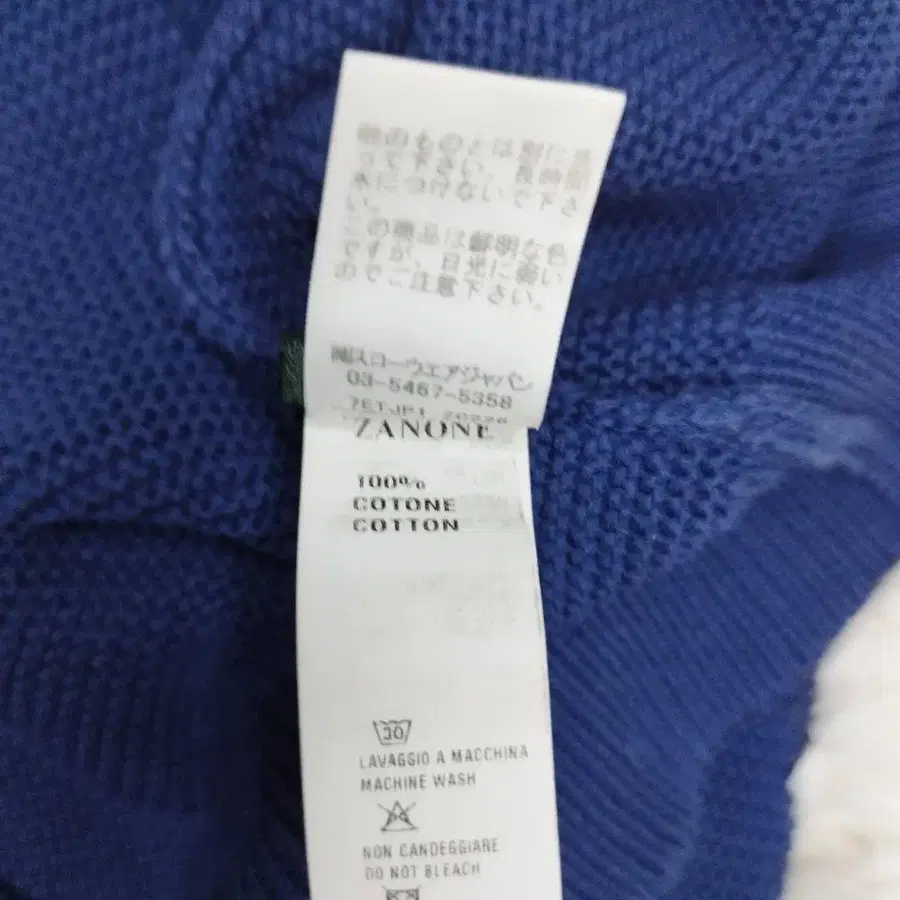 他のものとは別に洗
って下さい。長時間
水につけないで下さ
い。
この商品は鮮明な色
ですが、日光に弱い
のでご注意下さい。
㈱スローウエアジャパン
03-5467-5358
7ETJP1
ZANONE
100%
COTONE
COTTON
30
LAVAGGIO A MACCHINA
MACHINE WASH
NON CANDEGGIARE
DO NOT BLEACH